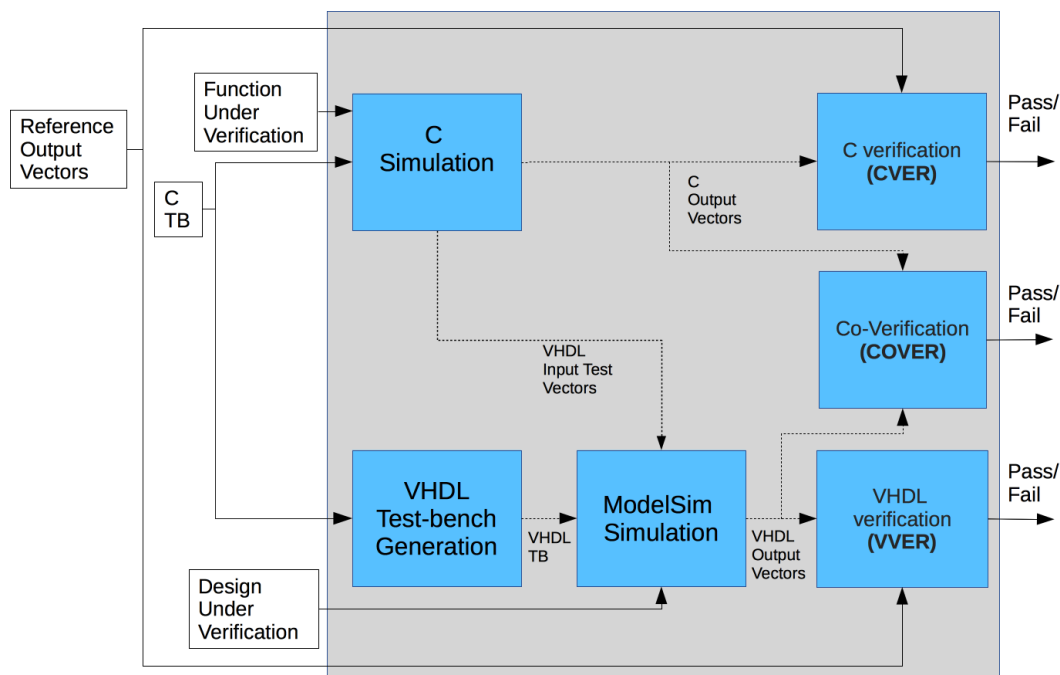 Reference
Output
Vectors
Function
Under
Verification
C
TB
Design
Under
Verification
C
Simulation
C
Output
Vectors
C verification
(CVER)
Pass/
Fail
Co-Verification
(COVER)
Pass/
Fail
VHDL
Input Test
Vectors
VHDL
Test-bench
Generation
VHDL
TB
ModelSim
Simulation
VHDL
Output
Vectors
VHDL
verification
(VVER)
Pass/
Fail